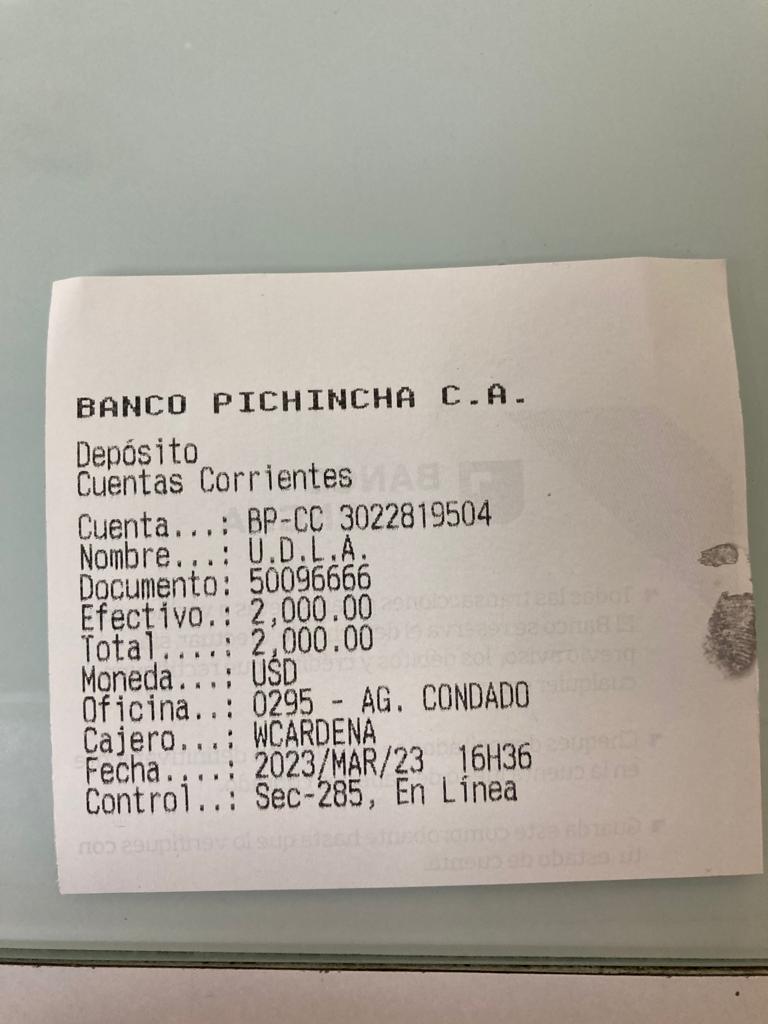 BANCO PICHINCHA C.A.
Depósito
Cuentas Corrientes
Cuenta...: BP-CC 3022819504
Nombre...: U.D.L.A.
Documento: 50096666
Efectivo.: 2,000.00
Total....: 2,000.00
Moneda...: USD
Oficina..: 0295 - AG. CONDADO
Cajero...: WCARDENA
Fecha....: 2023/MAR/23 16H36
Control..: Sec-285, En Línea